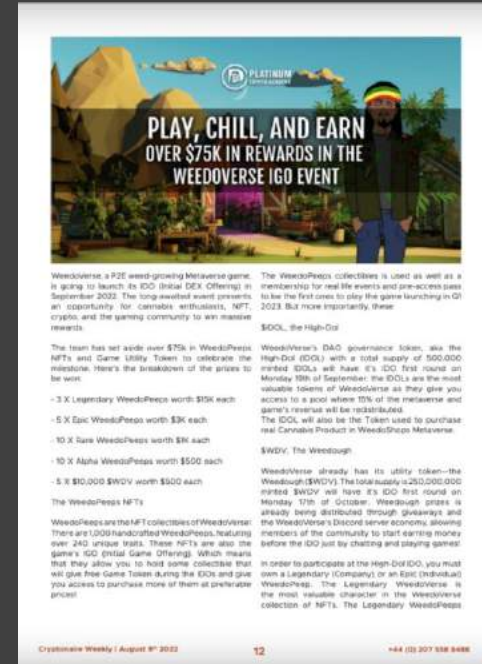 PLATINUM
CRYPTO ACADEMY
PLAY, CHILL, AND EARN
OVER $75K IN REWARDS IN THE
WEEDOVERSE IGO EVENT
WeedoVerse, a P2E weed-growing Metaverse game,
is going to launch its IDO (Initial DEX Offering) in
September 2022. The long-awaited event presents
an opportunity for cannabis enthusiasts, NFT,
crypto, and the gaming community to win massive
rewards.
The team has set aside over $75k in WeedoPeeps
NFTs and Game Utility Token to celebrate the
milestone. Here's the breakdown of the prizes to
be won:
- 3 X Legendary WeedoPeeps worth $15K each
- 5 X Epic WeedoPeeps worth $3K each
- 10 X Rare WeedoPeeps worth $1K each
- 10 X Alpha WeedoPeeps worth $500 each
- 5 X $10,000 $WDV worth $500 each
The WeedoPeeps NFTs
WeedoPeeps are the NFT collectibles of WeedoVerse:
There are 1,000 handcrafted WeedoPeeps, featuring
over 240 unique traits. These NFTs are also the
game's IGO (Initial Game Offering). Which means
that they allow you to hold some collectible that
will give free Game Token during the IDOs and give
you access to purchase more of them at preferable
prices!
The WeedoPeeps collectibles is used as well as a
membership for real life events and pre-access pass
to be the first ones to play the game launching in Q1
2023. But more importantly, these
$IDOL, the High-Dol
WeedoVerse's DAO governance token, aka the
High-Dol (IDOL) with a total supply of 500,000
minted IDOLs will have it's IDO first round on
Monday 19th of September: the IDOLs are the most
valuable tokens of WeedoVerse as they give you
access to a pool where 15% of the metaverse and
game's revenue will be redistributed.
The IDOL will also be the Token used to purchase
real Cannabis Product in WeedoShops Metaverse.
$WDV, The Weedough
WeedoVerse already has its utility token—the
Weedough ($WDV). The total supply is 250,000,000
minted $WDV will have it's IDO first round on
Monday 17th of October. Weedough prizes is
already being distributed through giveaways and
the WeedoVerse's Discord server economy, allowing
members of the community to start earning money
before the IDO just by chatting and playing games!
In order to participate at the High-Dol IDO, you must
own a Legendary (Company) or an Epic (Individual)
WeedoPeep. The Legendary WeedoVerse is
the most valuable character in the WeedoVerse
collection of NFTs. The Legendary WeedoPeeps
Cryptonaire Weekly | August 9th 2022
12
+44 (0) 207 558 8488